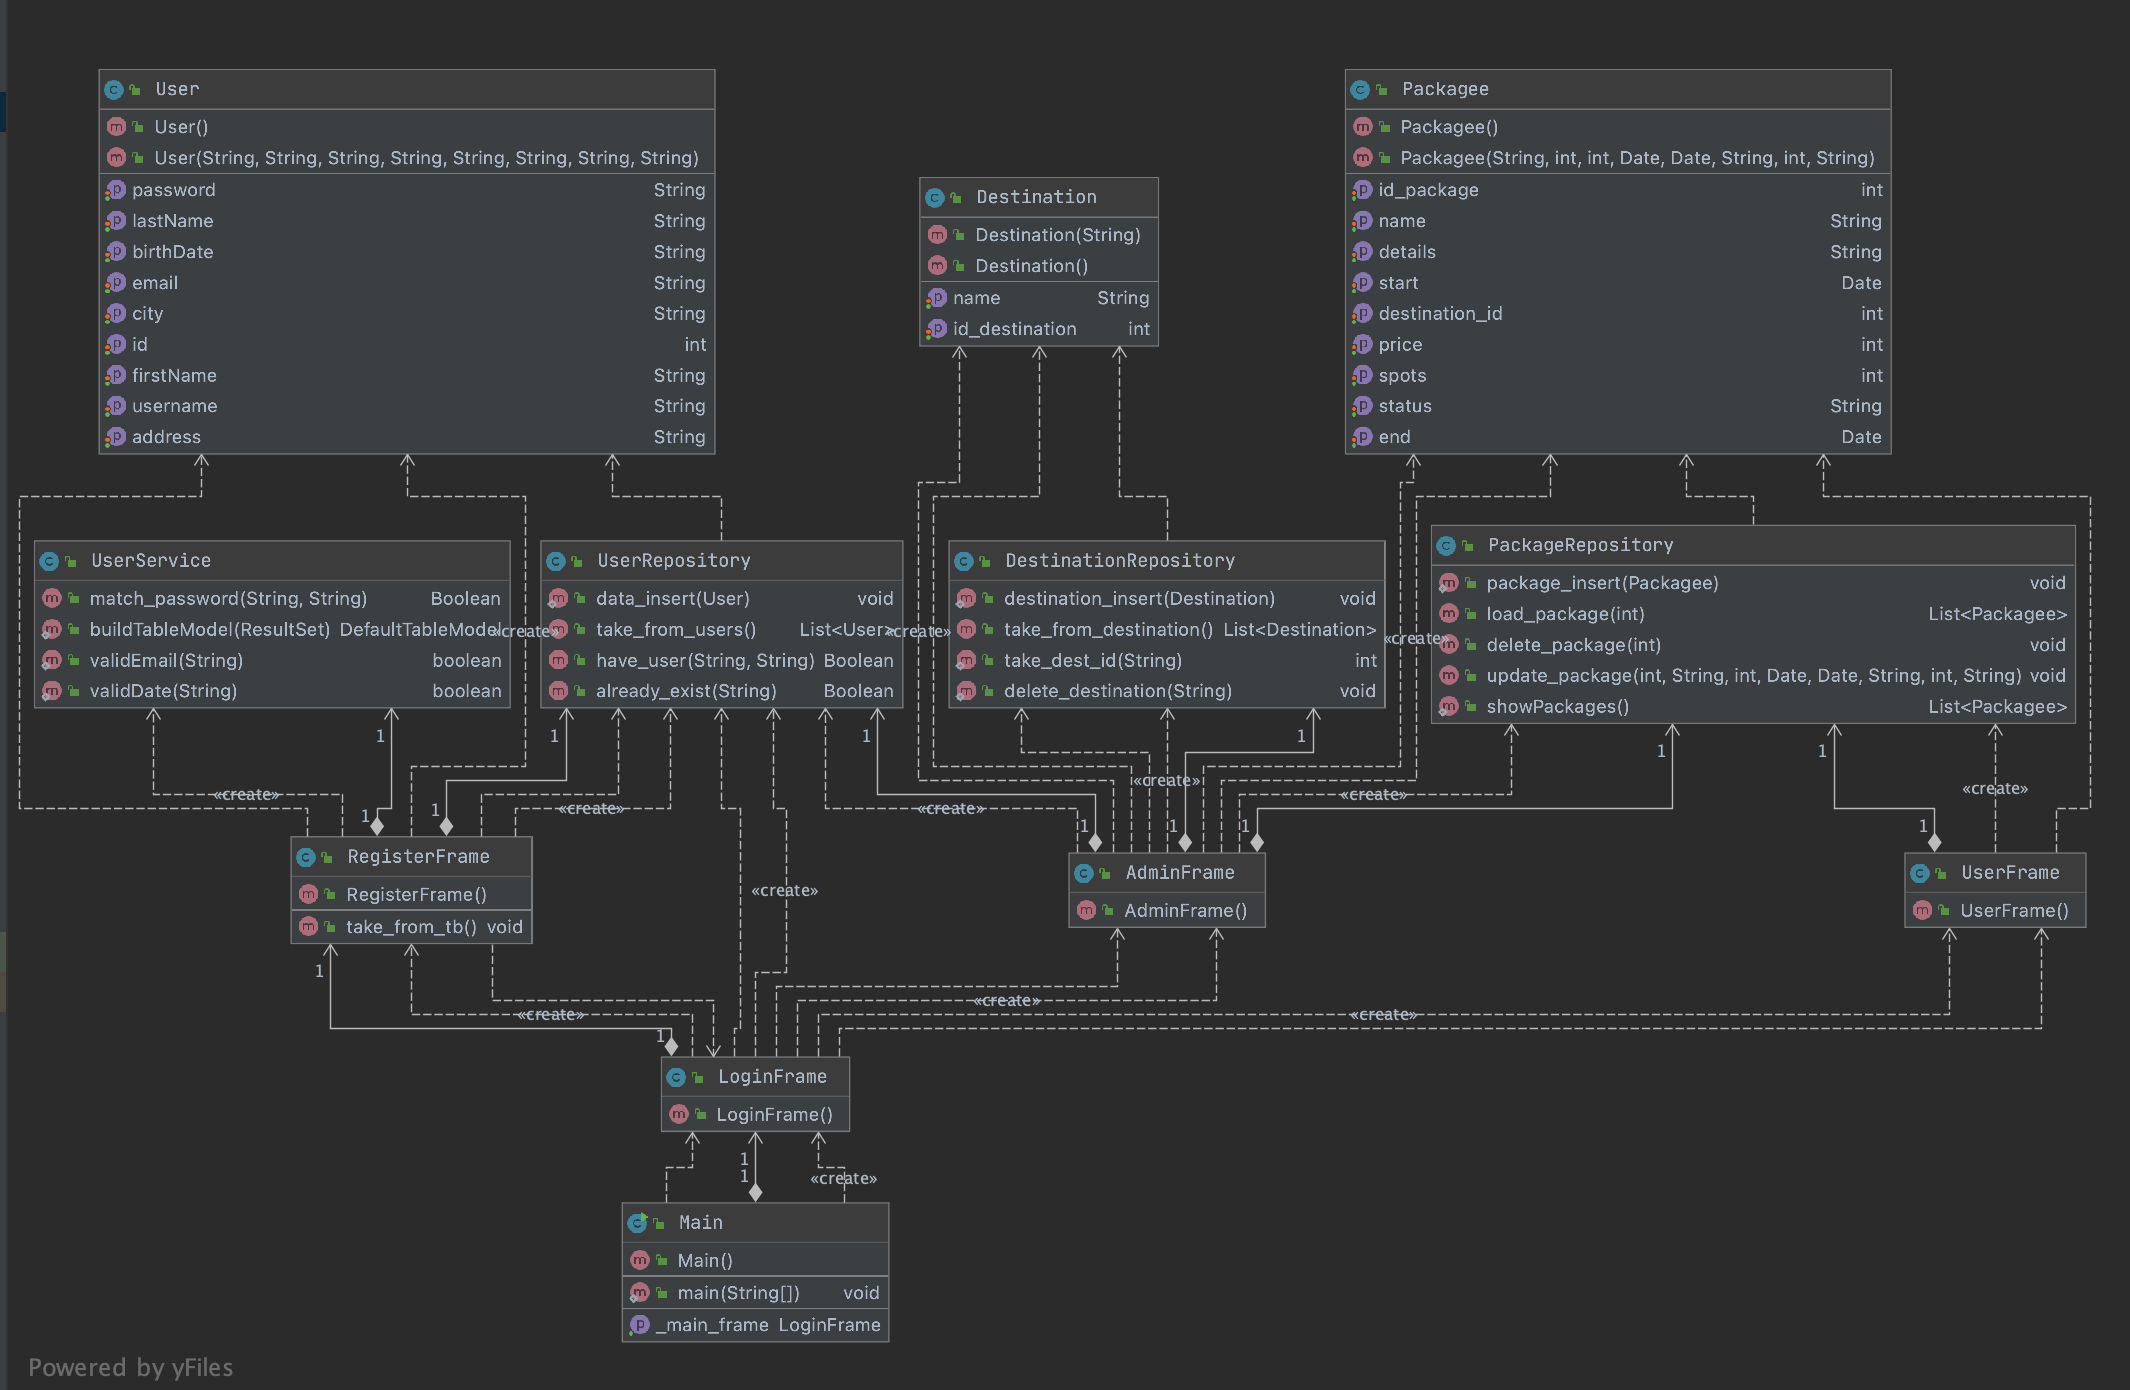 User
User()
User(String, String, String, String, String, String, String, String)
password String
lastName String
birthDate String
email String
city String
id int
firstName String
username String
address String
Destination
Destination(String)
Destination()
name String
id_destination int
Packagee
Packagee()
Packagee(String, int, int, Date, Date, String, int, String)
id_package int
name String
details String
start Date
destination_id int
price int
spots int
status String
end Date
UserService
match_password(String, String) Boolean
buildTableModel(ResultSet) DefaultTableModel
validEmail(String) boolean
validDate(String) boolean
«create»
UserRepository
data_insert(User) void
take_from_users() List<User>
have_user(String, String) Boolean
already_exist(String) Boolean
«create»
DestinationRepository
destination_insert(Destination) void
take_from_destination() List<Destination>
take_dest_id(String) int
delete_destination(String) void
«create»
PackageRepository
package_insert(Packagee) void
load_package(int) List<Packagee>
delete_package(int) void
update_package(int, String, int, Date, Date, String, int, String) void
showPackages() List<Packagee>
1
1
1
1
1
1
«create»
«create»
«create»
«create»
«create»
«create»
1
1
1
1
1
1
RegisterFrame
RegisterFrame()
take_from_tb() void
«create»
AdminFrame
AdminFrame()
UserFrame
UserFrame()
1
«create»
«create»
«create»
1
LoginFrame
LoginFrame()
1
1
«create»
Main
Main()
main(String[]) void
_main_frame LoginFrame
Powered by yFiles